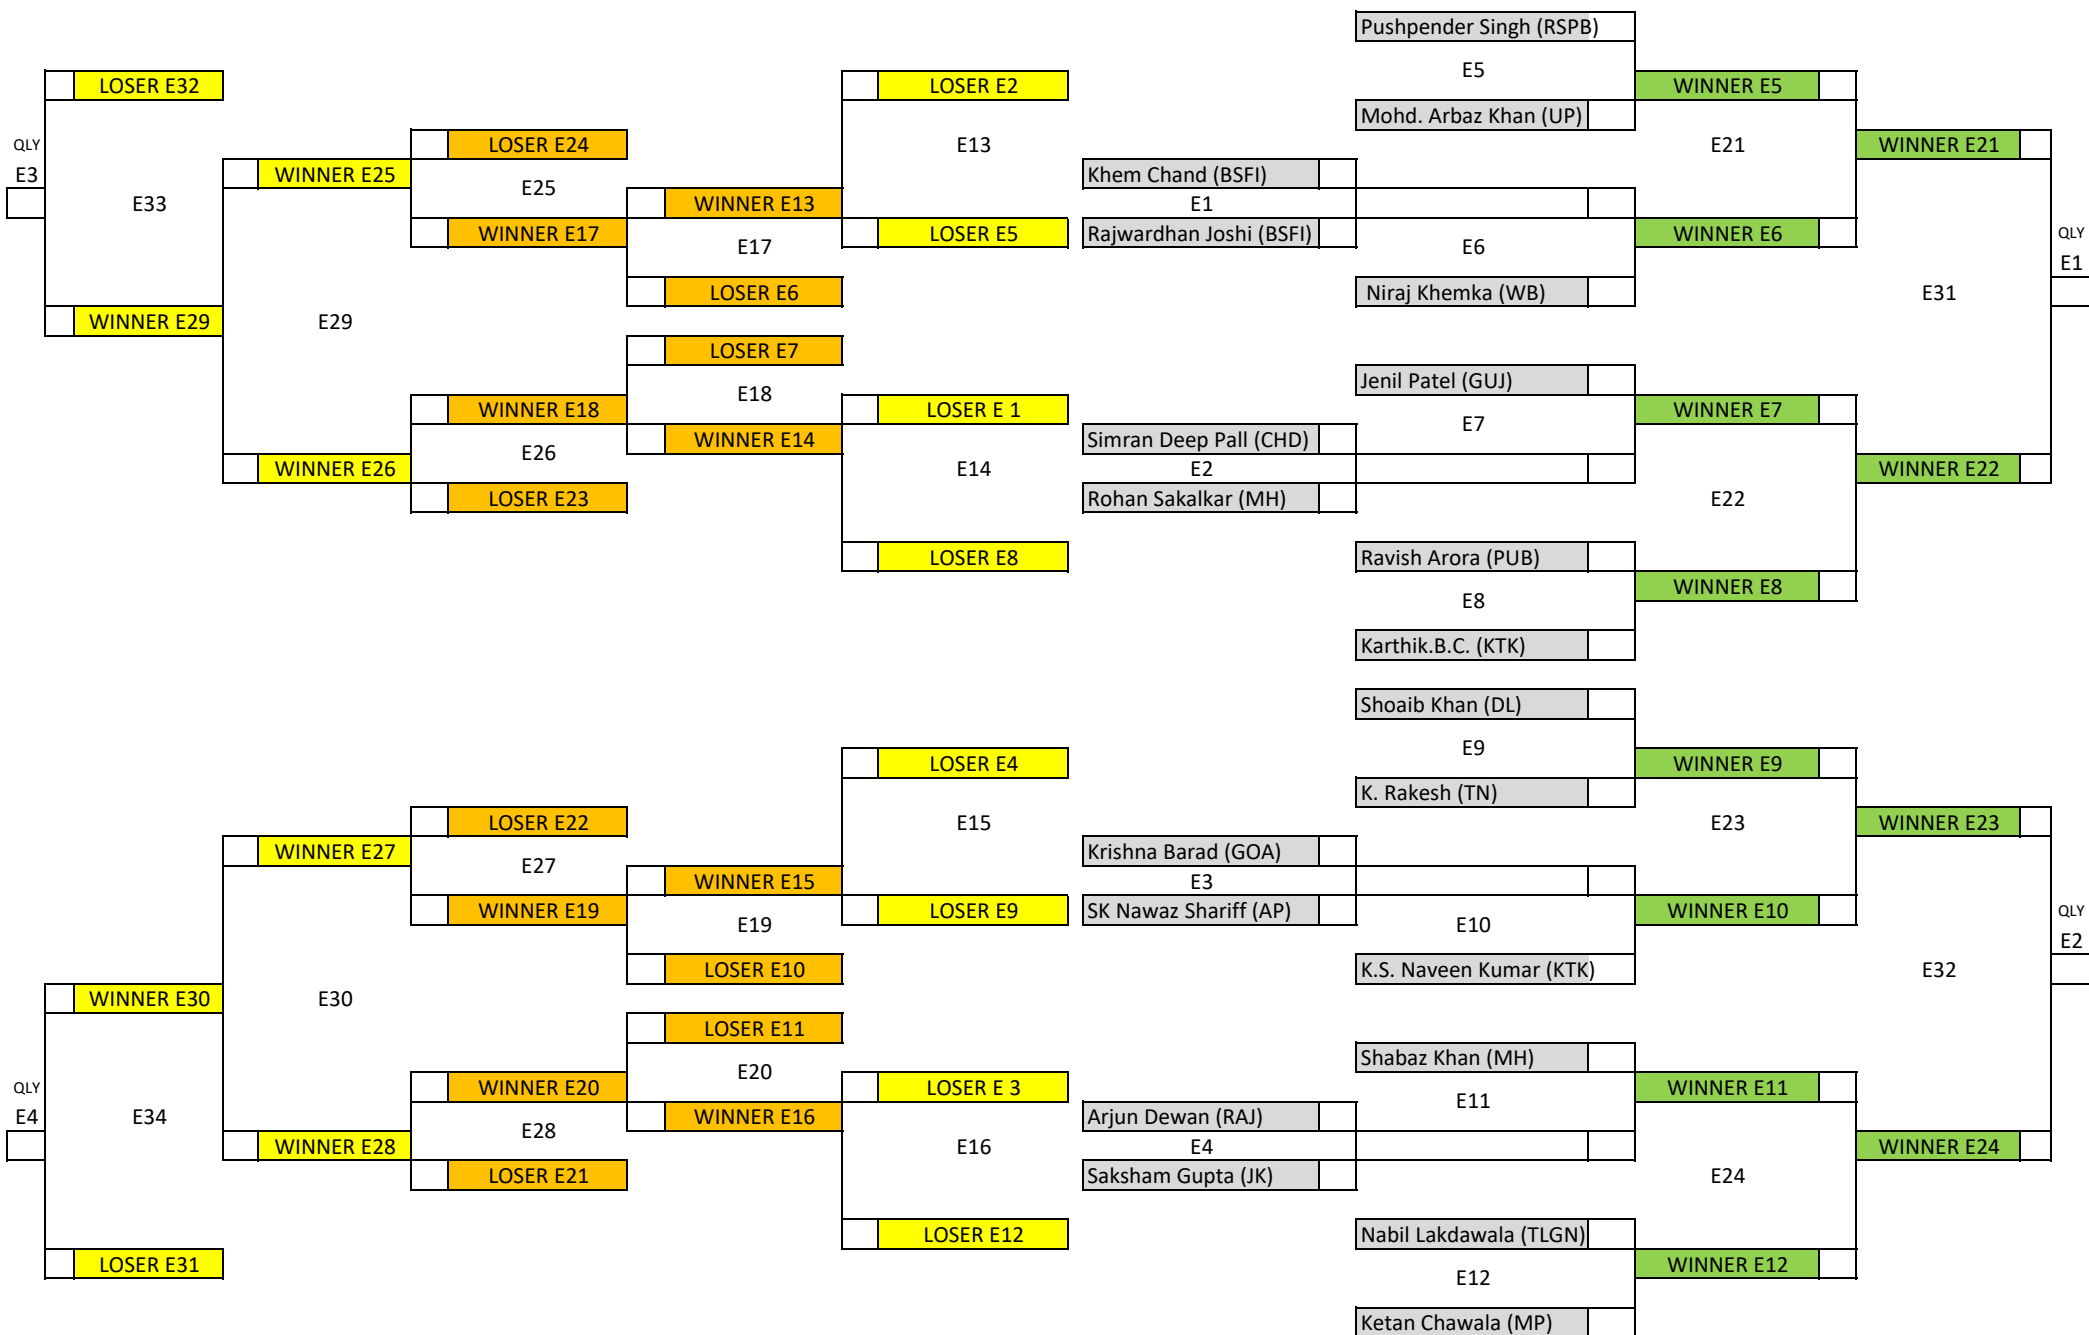 Pushpender Singh (RSPB)
E5
LOSER E32
LOSER E2
WINNER E5
Mohd. Arbaz Khan (UP)
QLY
LOSER E24
E13
E21
WINNER E21
E3
WINNER E25
Khem Chand (BSFI)
E25
E33
WINNER E13
E1
WINNER E17
LOSER E5
Rajwardhan Joshi (BSFI)
WINNER E6
QLY
E17
E6
E1
LOSER E6
Niraj Khemka (WB)
E31
WINNER E29
E29
LOSER E7
Jenil Patel (GUJ)
E18
WINNER E18
LOSER E 1
WINNER E7
E7
WINNER E14
Simran Deep Pall (CHD)
E26
WINNER E26
E14
E2
WINNER E22
LOSER E23
Rohan Sakalkar (MH)
E22
LOSER E8
Ravish Arora (PUB)
WINNER E8
E8
Karthik.B.C. (KTK)
Shoaib Khan (DL)
E9
LOSER E4
WINNER E9
K. Rakesh (TN)
LOSER E22
E15
E23
WINNER E23
WINNER E27
Krishna Barad (GOA)
E27
WINNER E15
E3
WINNER E19
LOSER E9
SK Nawaz Shariff (AP)
WINNER E10
QLY
E19
E10
E2
LOSER E10
K.S. Naveen Kumar (KTK)
E32
WINNER E30
E30
LOSER E11
Shabaz Khan (MH)
E20
QLY
WINNER E20
LOSER E 3
WINNER E11
E11
E4
E34
WINNER E16
Arjun Dewan (RAJ)
E28
WINNER E28
E16
E4
WINNER E24
LOSER E21
Saksham Gupta (JK)
E24
LOSER E12
Nabil Lakdawala (TLGN)
LOSER E31
WINNER E12
E12
Ketan Chawala (MP)